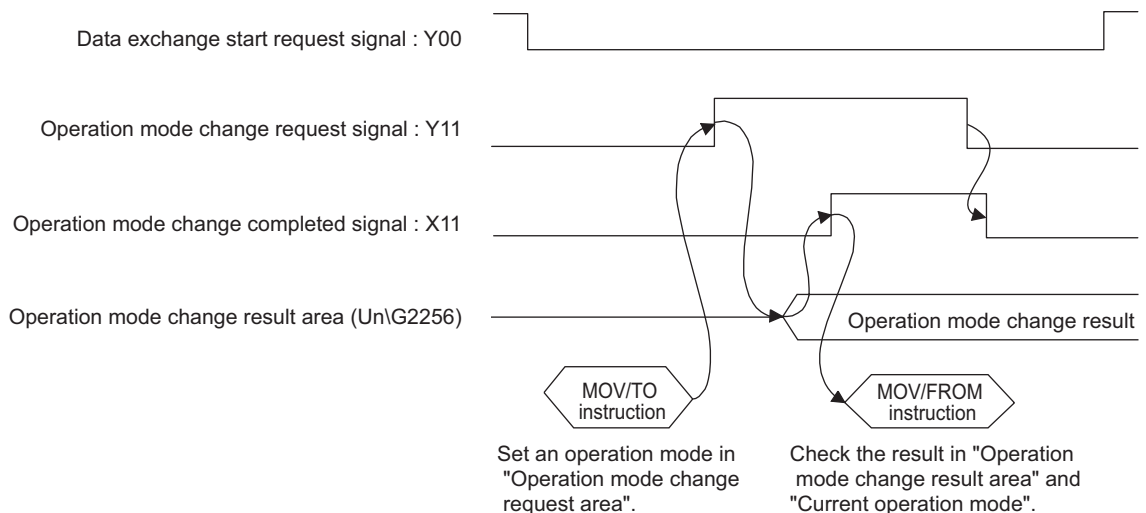 Data exchange start request signal : Y00
Operation mode change request signal : Y11
Operation mode change completed signal : X11
Operation mode change result area (Un\G2256)
Operation mode change result
MOV/TO
instruction
MOV/FROM
instruction
Set an operation mode in
"Operation mode change
request area".
Check the result in "Operation
mode change result area" and
"Current operation mode".